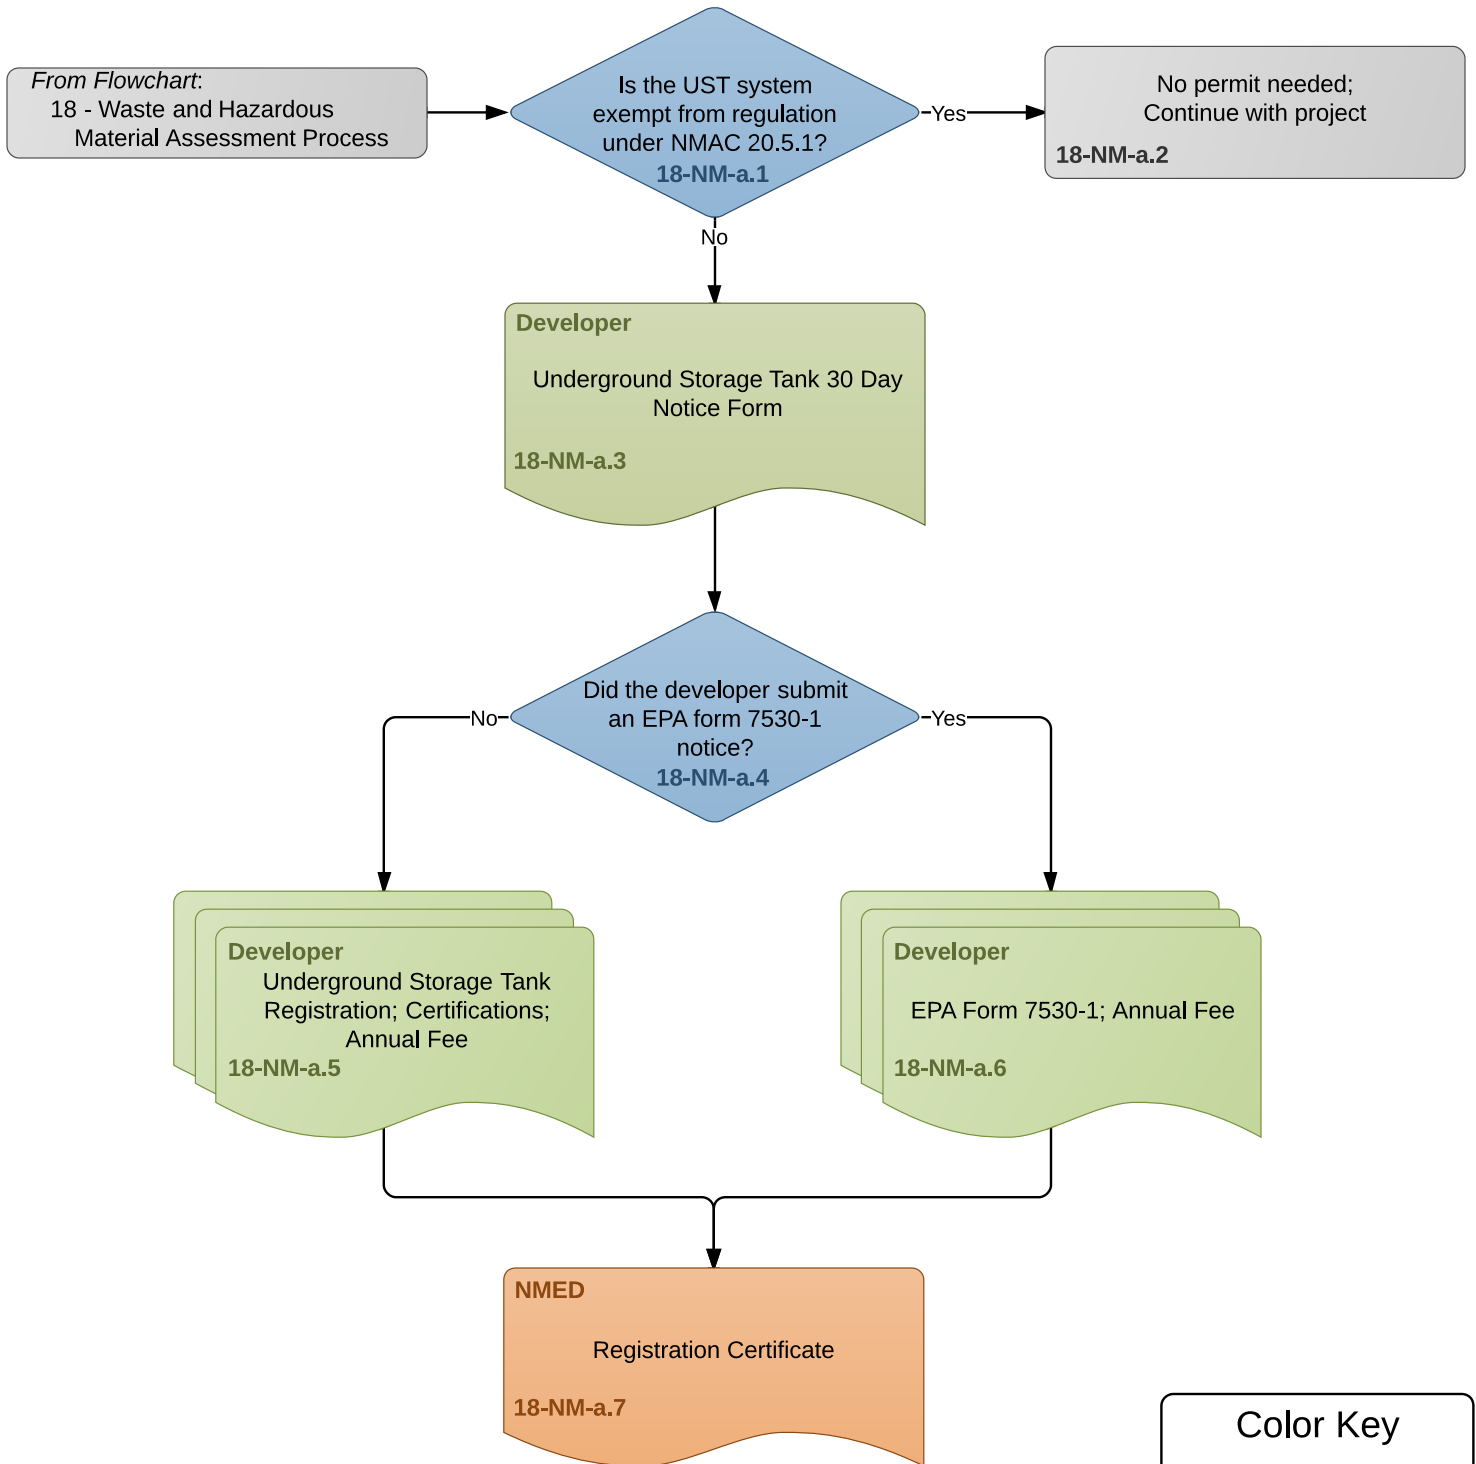 From Flowchart:
18 - Waste and Hazardous
Material Assessment Process
Is the UST system
exempt from regulation
under NMAC 20.5.1?
18-NM-a.1
Yes
No permit needed;
Continue with project
18-NM-a.2
No
Developer
Underground Storage Tank 30 Day
Notice Form
18-NM-a.3
Did the developer submit
an EPA form 7530-1
notice?
18-NM-a.4
No
Yes
Developer
Underground Storage Tank
Registration; Certifications;
Annual Fee
18-NM-a.5
Developer
EPA Form 7530-1; Annual Fee
18-NM-a.6
NMED
Registration Certificate
18-NM-a.7
Color Key